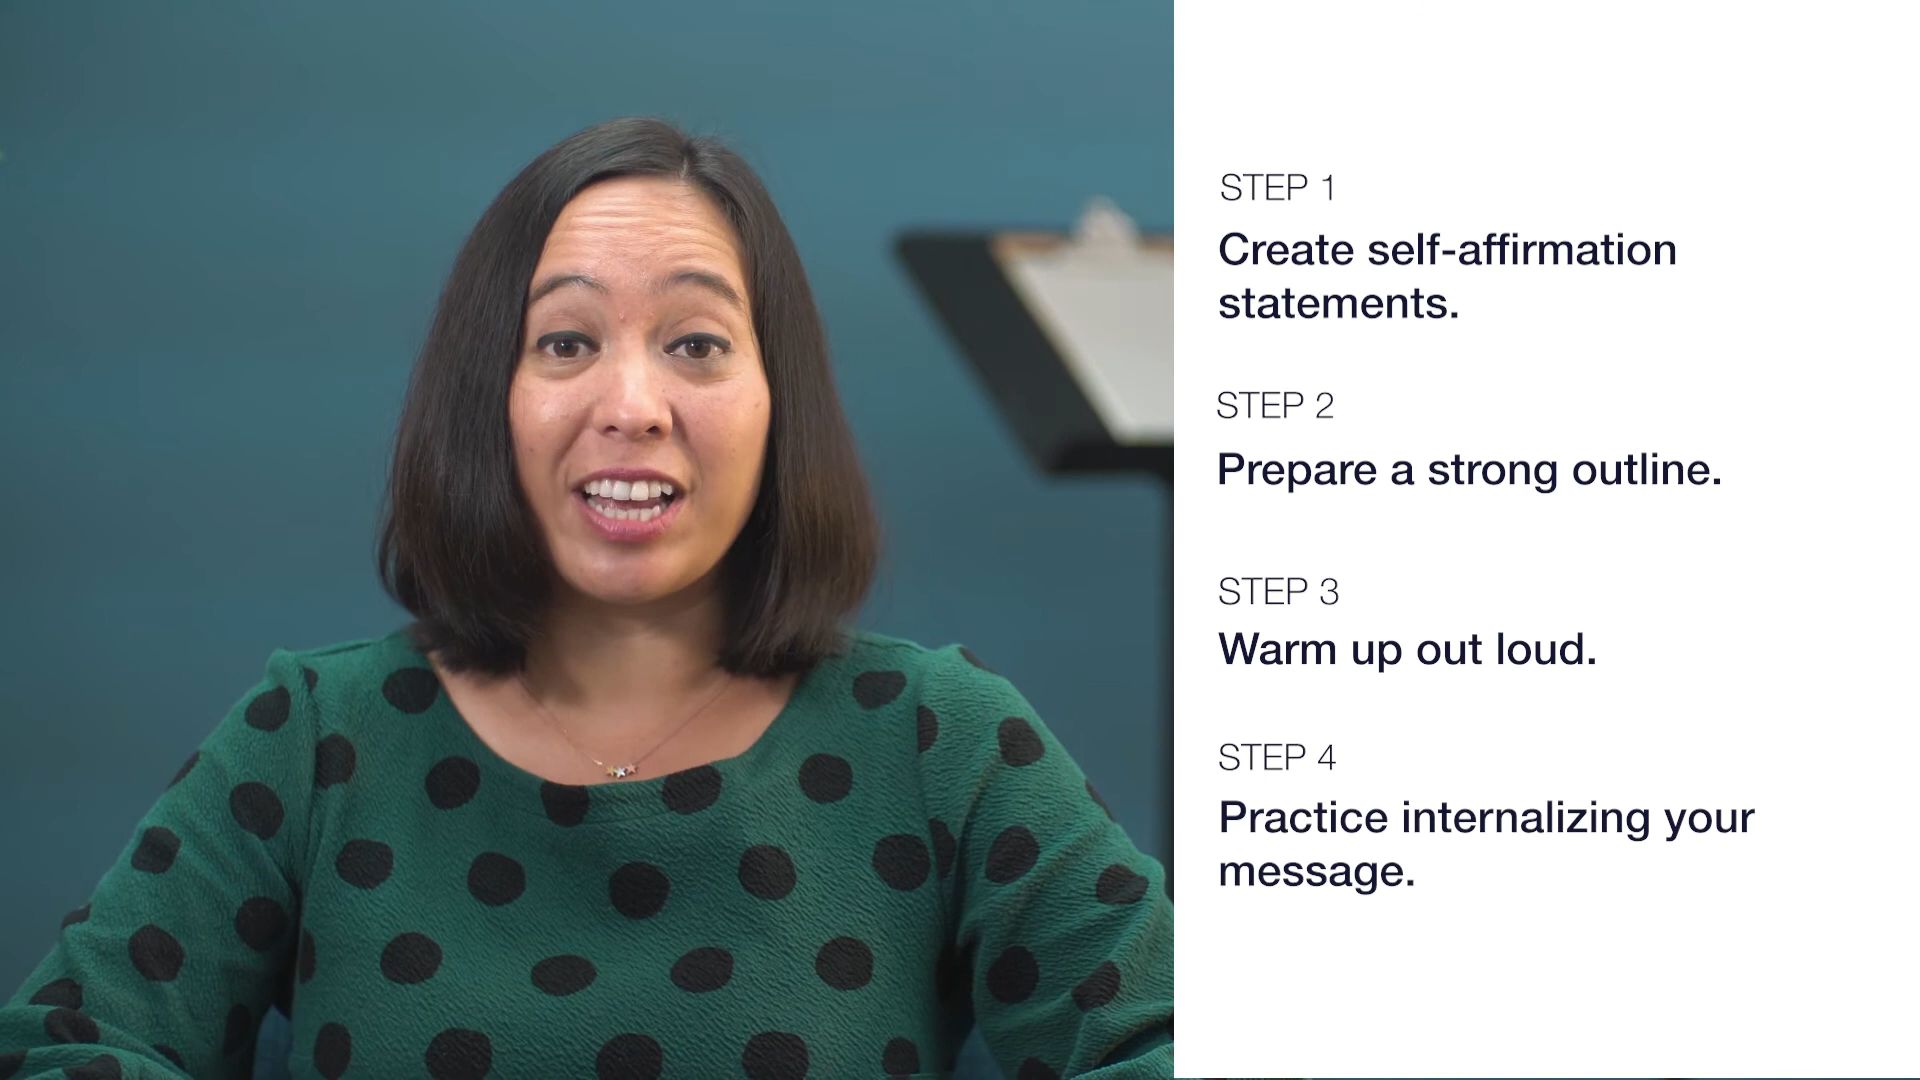 STEP 1
Create self-affirmation
statements.
STEP 2
Prepare a strong outline.
STEP 3
Warm up out loud.
STEP 4
Practice internalizing your
message.